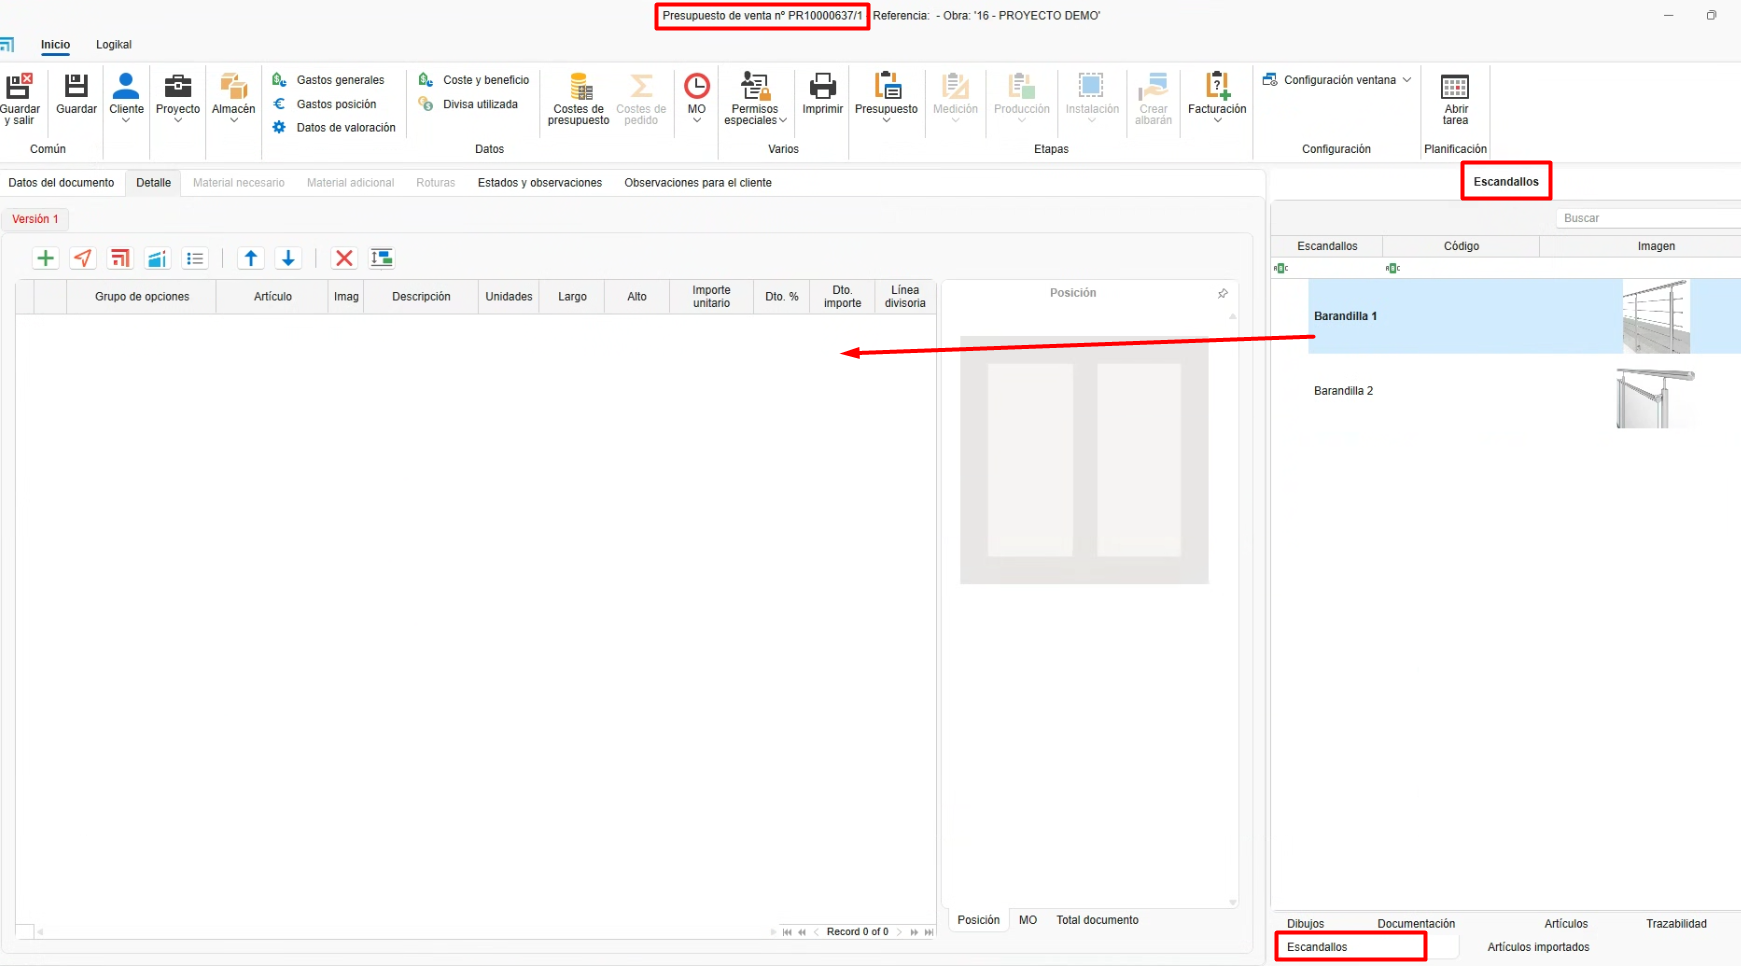 Presupuesto de venta nº PR10000637/1 Referencia: - Obra: '16 - PROYECTO DEMO'
Inicio Logikal
Guardar y salir
Guardar
Cliente
Proyecto
Almacén
Gastos generales
Gastos posición
Datos de valoración
Coste y beneficio
Divisa utilizada
Costes de presupuesto
Costes de pedido
MO
Permisos especiales
Imprimir
Presupuesto
Medición
Producción
Instalación
Crear albarán
Facturación
Configuración ventana
Abrir tarea
Común
Datos
Varios
Etapas
Configuración
Planificación
Datos del documento Detalle Material necesario Material adicional Roturas Estados y observaciones Observaciones para el cliente
Escandallos
Versión 1
Buscar
Escandallos Código Imagen
Grupo de opciones
Artículo
Imag
Descripción
Unidades
Largo
Alto
Importe unitario
Dto. %
Dto. importe
Línea divisoria
Posición
Barandilla 1
Barandilla 2
Record 0 of 0
Posición MO Total documento
Dibujos Documentación Artículos Trazabilidad
Escandallos Artículos importados